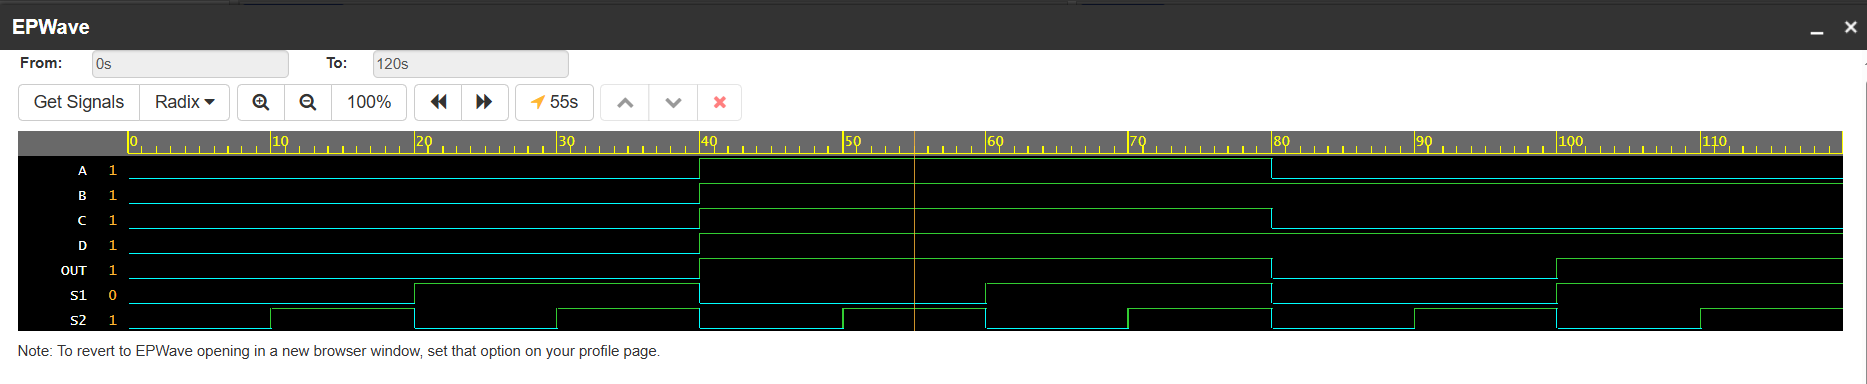 EPWave
From: 0s To: 120s
Get Signals Radix 100% 55s
0 10 20 30 40 50 60 70 80 90 100 110
A 1
B 1
C 1
D 1
OUT 1
S1 0
S2 1
Note: To revert to EPWave opening in a new browser window, set that option on your profile page.